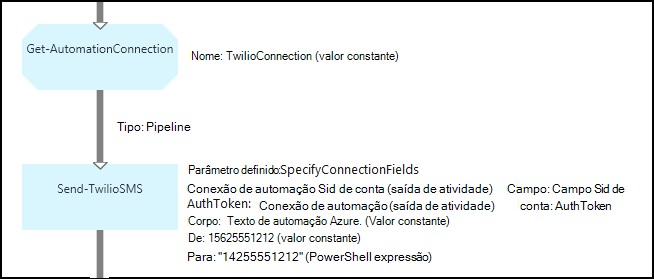 Get-AutomationConnection
Nome: TwilioConnection (valor constante)
Tipo: Pipeline
Send-TwilioSMS
Parâmetro definido:SpecifyConnectionFields
Conexão de automação Sid de conta (saída de atividade) Campo: Campo Sid de
AuthToken: Conexão de automação (saída de atividade) conta: AuthToken
Corpo: Texto de automação Azure. (Valor constante)
De: 15625551212 (valor constante)
Para: "14255551212" (PowerShell expressão)